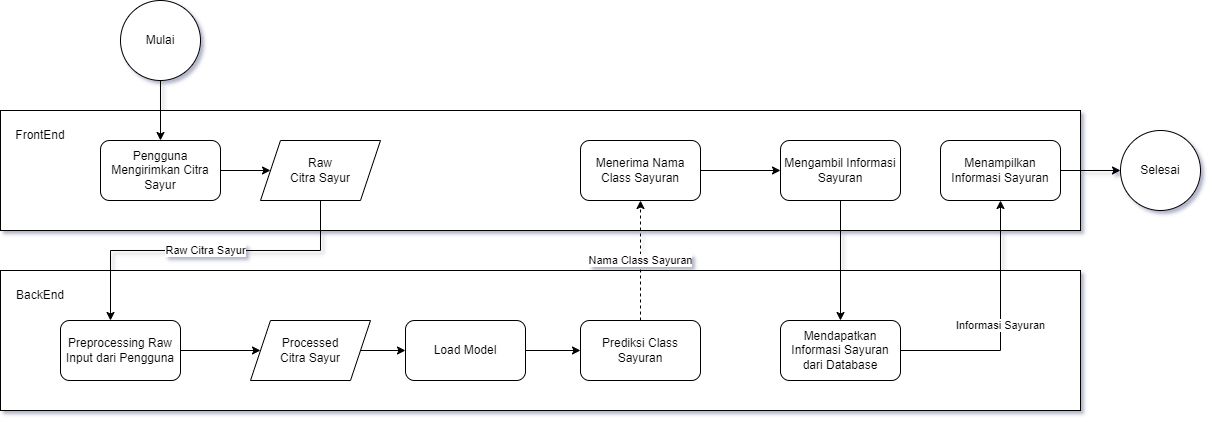 Mulai
FrontEnd
Pengguna
Mengirimkan Citra
Sayur
Raw
Citra Sayur
Menerima Nama
Class Sayuran
Mengambil Informasi
Sayuran
Menampilkan
Informasi Sayuran
Selesai
Raw Citra Sayur
Nama Class Sayuran
BackEnd
Preprocessing Raw
Input dari Pengguna
Processed
Citra Sayur
Load Model
Prediksi Class
Sayuran
Mendapatkan
Informasi Sayuran
dari Database
Informasi Sayuran